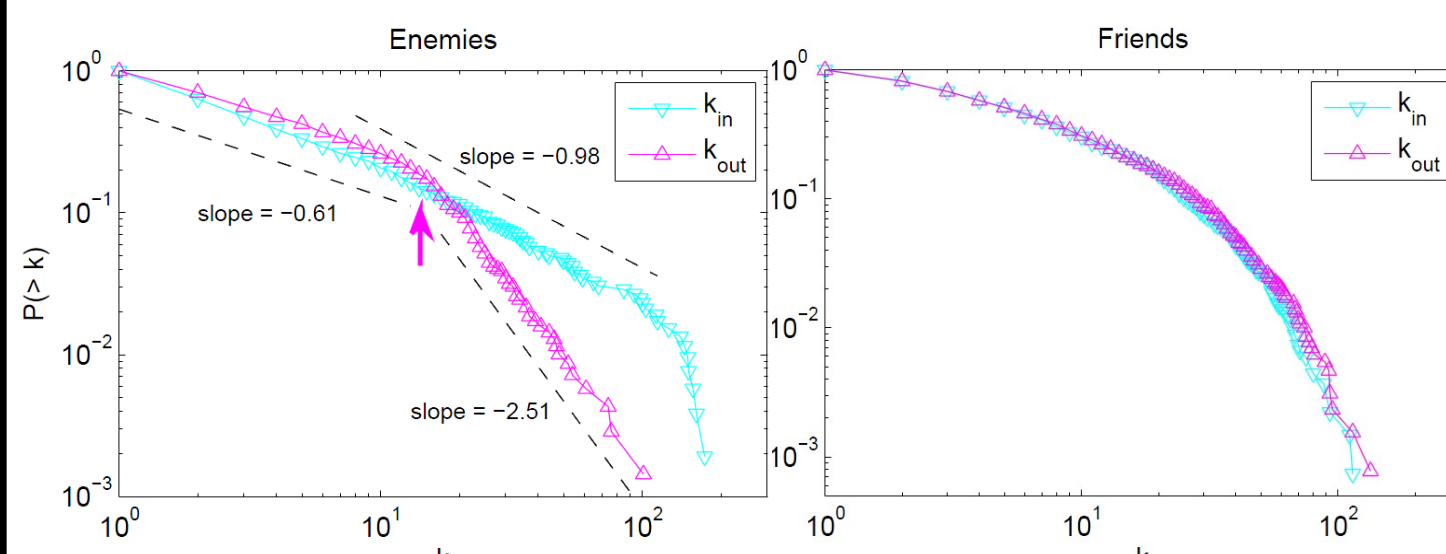 Enemies
10^0
10^-1
10^-2
10^-3
P(> k)
k_in
k_out
slope = −0.98
slope = −0.61
slope = −2.51
10^0
10^1
10^2
Friends
10^0
10^-1
10^-2
10^-3
k_in
k_out
10^0
10^1
10^2